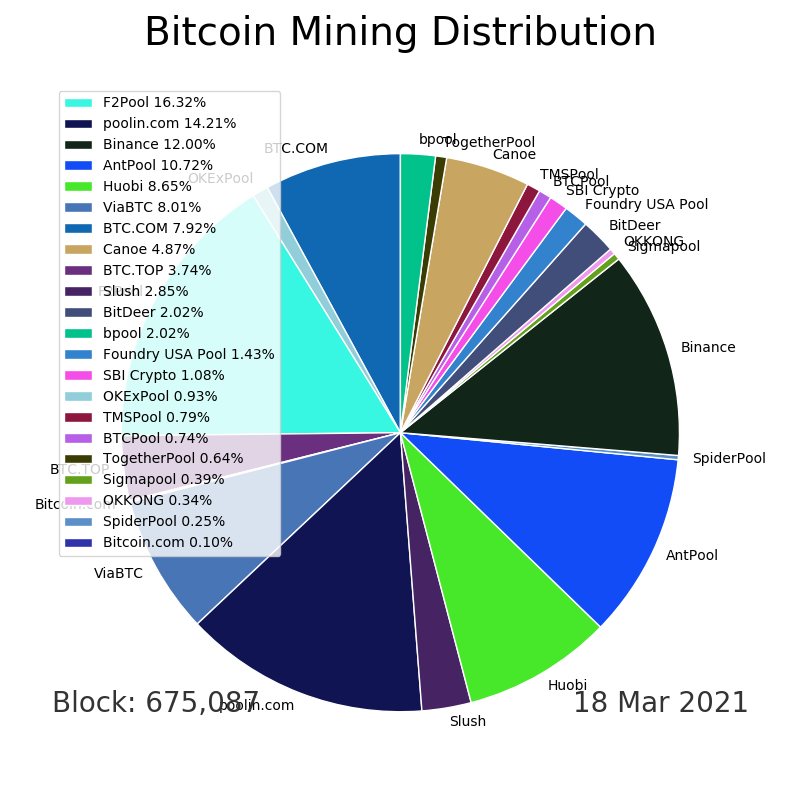 Bitcoin Mining Distribution
F2Pool 16.32%
poolin.com 14.21%
Binance 12.00%
AntPool 10.72%
Huobi 8.65%
ViaBTC 8.01%
BTC.COM 7.92%
Canoe 4.87%
BTC.TOP 3.74%
Slush 2.85%
BitDeer 2.02%
bpool 2.02%
Foundry USA Pool 1.43%
SBI Crypto 1.08%
OKExPool 0.93%
TMSPool 0.79%
BTCPool 0.74%
TogetherPool 0.64%
Sigmapool 0.39%
OKKONG 0.34%
SpiderPool 0.25%
Bitcoin.com 0.10%
bpool
TogetherPool
Canoe
TMSPool
BTCPool
SBI Crypto
Foundry USA Pool
BitDeer
OKKONG
Sigmapool
Binance
SpiderPool
AntPool
Huobi
Slush
poolin.com
ViaBTC
Bitcoin.com
BTC.TOP
F2Pool
OKExPool
BTC.COM
Block: 675,087
18 Mar 2021